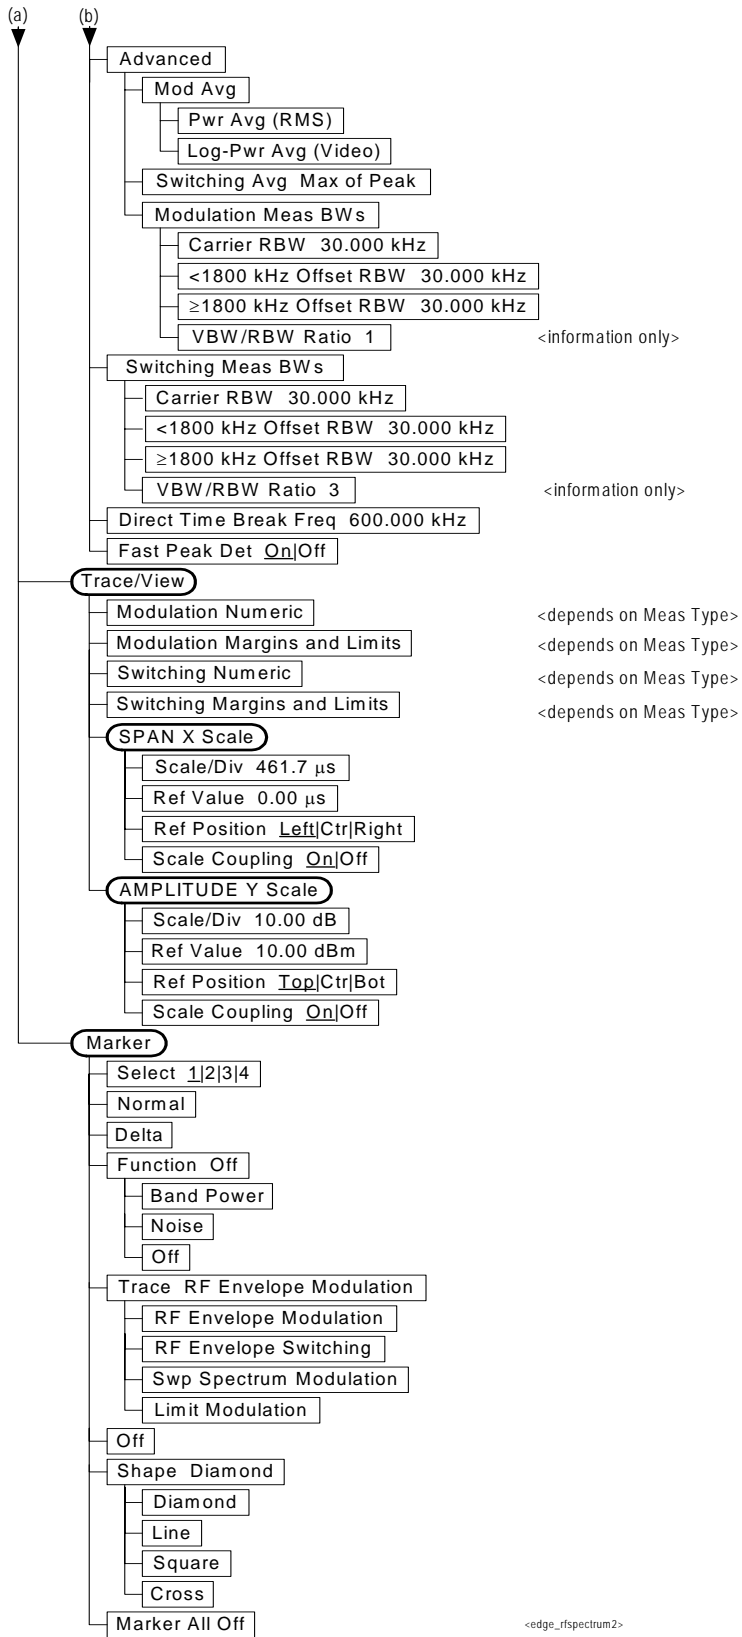 (a) (b)
Advanced
Mod Avg
Pwr Avg (RMS)
Log-Pwr Avg (Video)
Switching Avg Max of Peak
Modulation Meas BWs
Carrier RBW 30.000 kHz
<1800 kHz Offset RBW 30.000 kHz
≥1800 kHz Offset RBW 30.000 kHz
VBW/RBW Ratio 1 <information only>
Switching Meas BWs
Carrier RBW 30.000 kHz
<1800 kHz Offset RBW 30.000 kHz
≥1800 kHz Offset RBW 30.000 kHz
VBW/RBW Ratio 3 <information only>
Direct Time Break Freq 600.000 kHz
Fast Peak Det On|Off
Trace/View
Modulation Numeric <depends on Meas Type>
Modulation Margins and Limits <depends on Meas Type>
Switching Numeric <depends on Meas Type>
Switching Margins and Limits <depends on Meas Type>
SPAN X Scale
Scale/Div 461.7 μs
Ref Value 0.00 μs
Ref Position Left|Ctr|Right
Scale Coupling On|Off
AMPLITUDE Y Scale
Scale/Div 10.00 dB
Ref Value 10.00 dBm
Ref Position Top|Ctr|Bot
Scale Coupling On|Off
Marker
Select 1|2|3|4
Normal
Delta
Function Off
Band Power
Noise
Off
Trace RF Envelope Modulation
RF Envelope Modulation
RF Envelope Switching
Swp Spectrum Modulation
Limit Modulation
Off
Shape Diamond
Diamond
Line
Square
Cross
Marker All Off <edge_rfspectrum2>